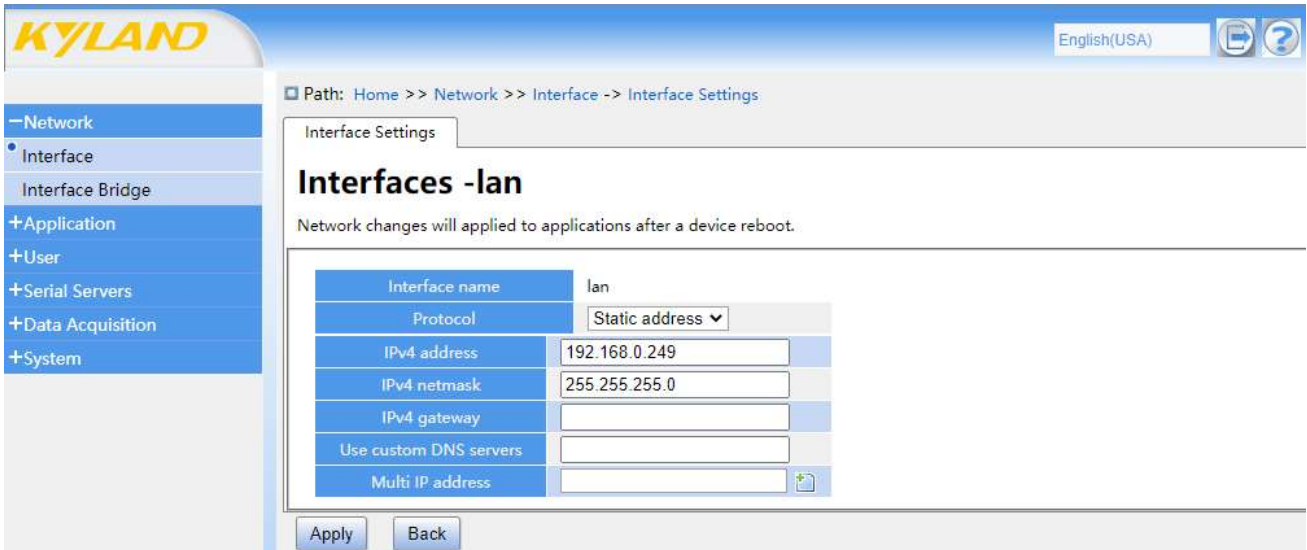 KYLAND
English(USA)
Path: Home >> Network >> Interface -> Interface Settings
−Network
Interface
Interface Bridge
+Application
+User
+Serial Servers
+Data Acquisition
+System
Interface Settings
Interfaces -lan
Network changes will applied to applications after a device reboot.
Interface name lan
Protocol Static address
IPv4 address 192.168.0.249
IPv4 netmask 255.255.255.0
IPv4 gateway
Use custom DNS servers
Multi IP address
Apply Back